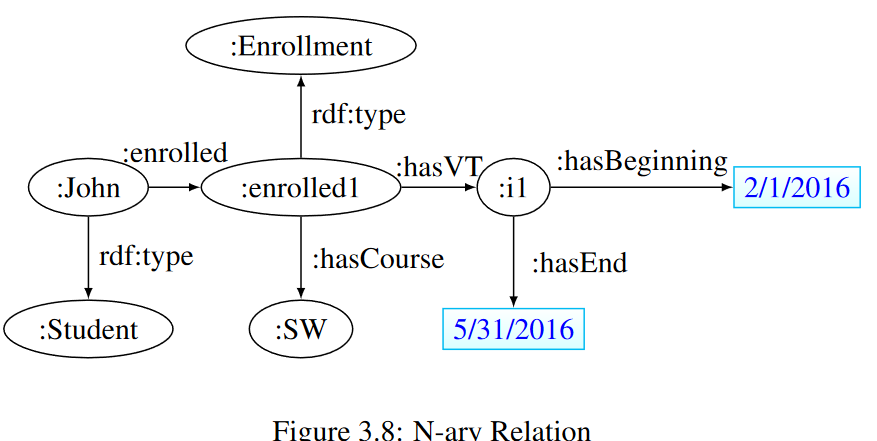 :Enrollment
rdf:type
:enrolled
:John
:enrolled1
:hasVT
:i1
:hasBeginning
2/1/2016
rdf:type
:hasCourse
:hasEnd
:Student
:SW
5/31/2016
Figure 3.8: N-ary Relation